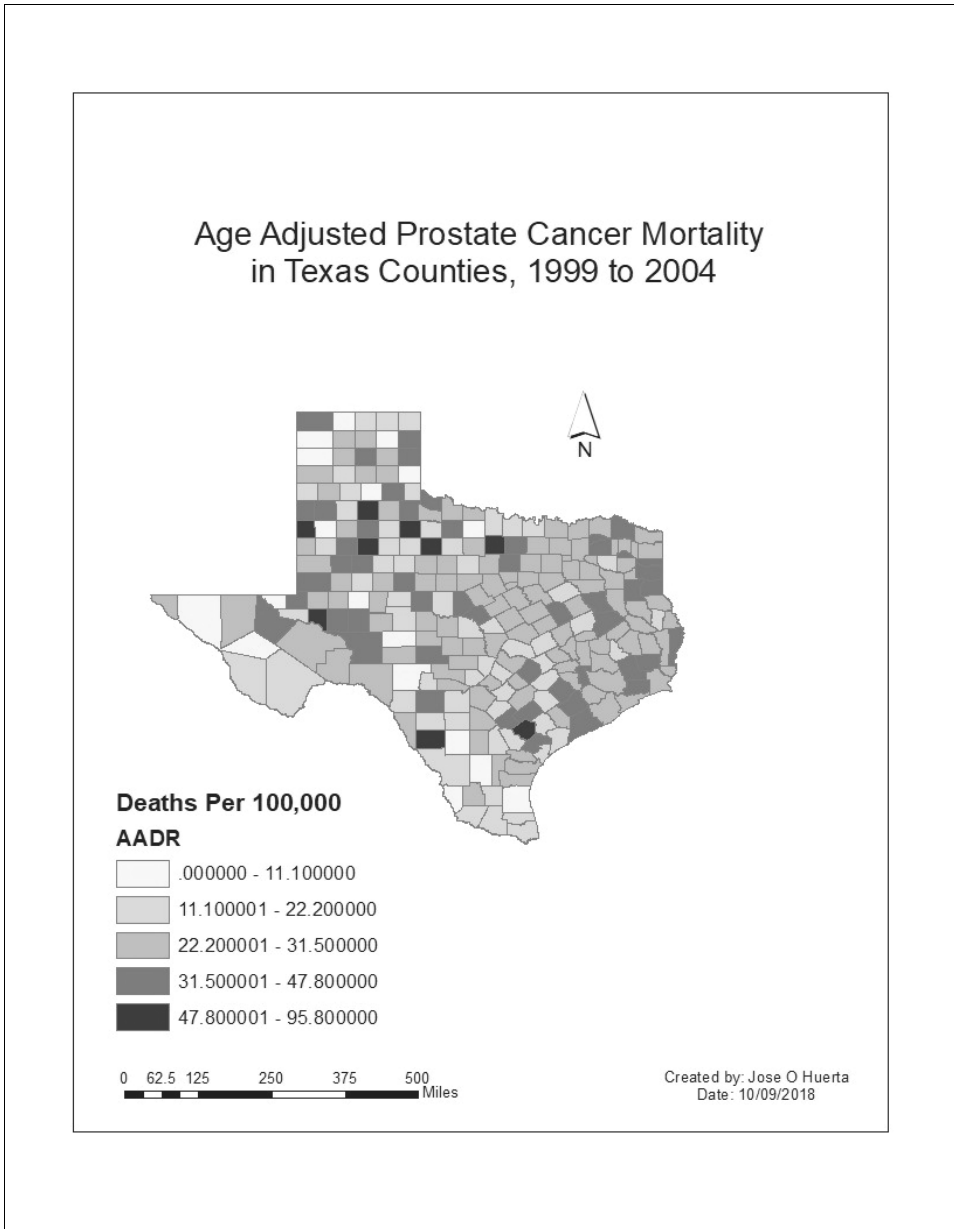 Age Adjusted Prostate Cancer Mortality
in Texas Counties, 1999 to 2004
N
Deaths Per 100,000
AADR
.000000 - 11.100000
11.100001 - 22.200000
22.200001 - 31.500000
31.500001 - 47.800000
47.800001 - 95.800000
0 62.5 125 250 375 500
Miles
Created by: Jose O Huerta
Date: 10/09/2018